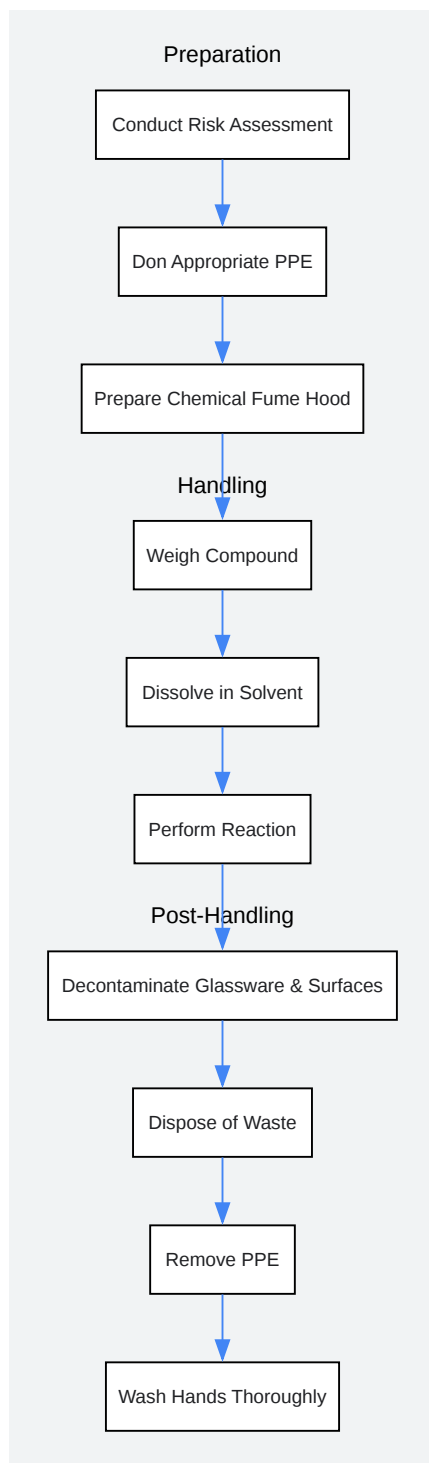 Preparation
Conduct Risk Assessment
Don Appropriate PPE
Prepare Chemical Fume Hood
Handling
Weigh Compound
Dissolve in Solvent
Perform Reaction
Post-Handling
Decontaminate Glassware & Surfaces
Dispose of Waste
Remove PPE
Wash Hands Thoroughly